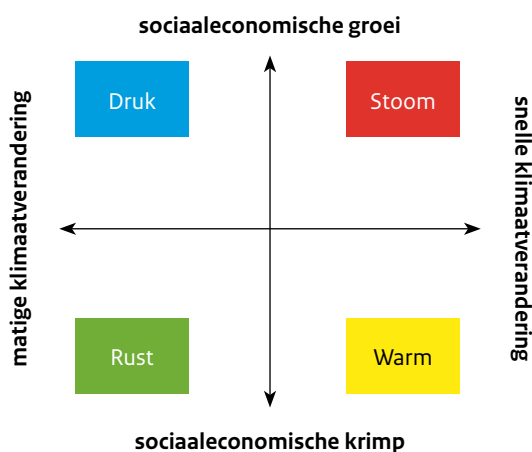 sociaaleconomische groei
Druk
Stoom
matige klimaatverandering
snelle klimaatverandering
Rust
Warm
sociaaleconomische krimp